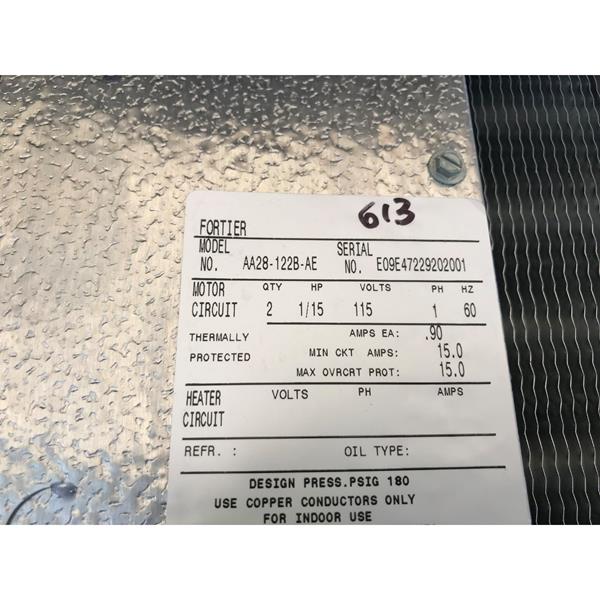 613
FORTIER
MODEL NO. AA28-122B-AE SERIAL NO. E09E47229202001
MOTOR CIRCUIT QTY HP VOLTS PH HZ
2 1/15 115 1 60
THERMALLY PROTECTED AMPS EA: .90
MIN CKT AMPS: 15.0
MAX OVRCRT PROT: 15.0
HEATER CIRCUIT VOLTS PH AMPS
REFR. : OIL TYPE:
DESIGN PRESS.PSIG 180
USE COPPER CONDUCTORS ONLY
FOR INDOOR USE